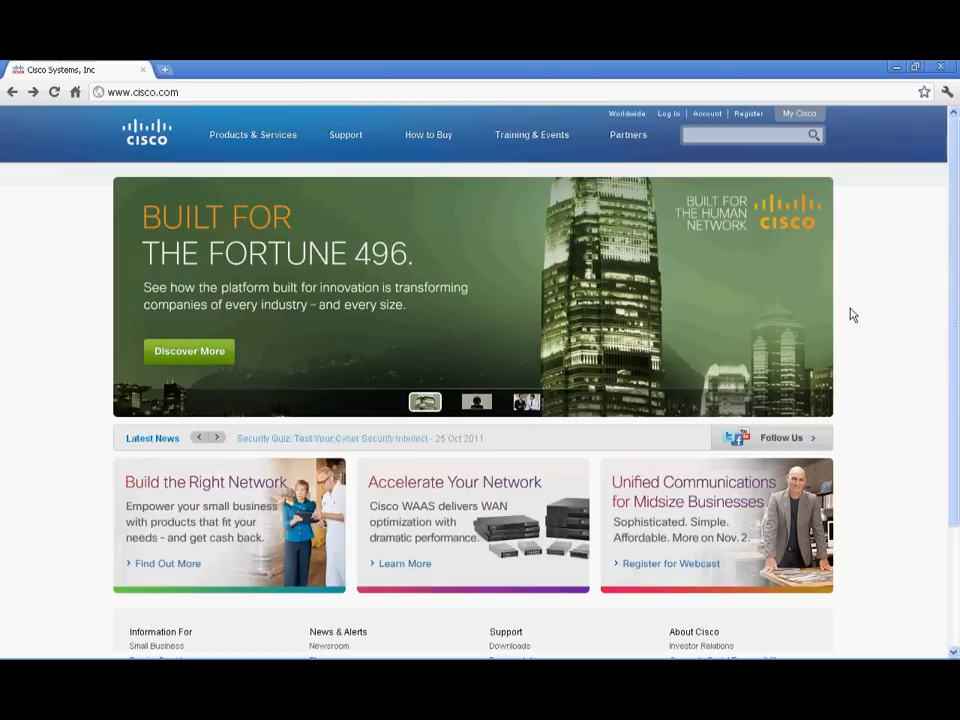 Cisco Systems, Inc
www.cisco.com
Worldwide Log In Account Register My Cisco
CISCO
Products & Services Support How to Buy Training & Events Partners
BUILT FOR
THE FORTUNE 496.
See how the platform built for innovation is transforming
companies of every industry – and every size.
Discover More
BUILT FOR
THE HUMAN
NETWORK
CISCO
Latest News
Security Quiz: Test Your Cyber Security Intellect - 25 Oct 2011
Follow Us
Build the Right Network
Empower your small business
with products that fit your
needs – and get cash back.
Find Out More
Accelerate Your Network
Cisco WAAS delivers WAN
optimization with
dramatic performance.
Learn More
Unified Communications
for Midsize Businesses
Sophisticated. Simple.
Affordable. More on Nov. 2.
Register for Webcast
Information For News & Alerts Support About Cisco
Small Business Newsroom Downloads Investor Relations